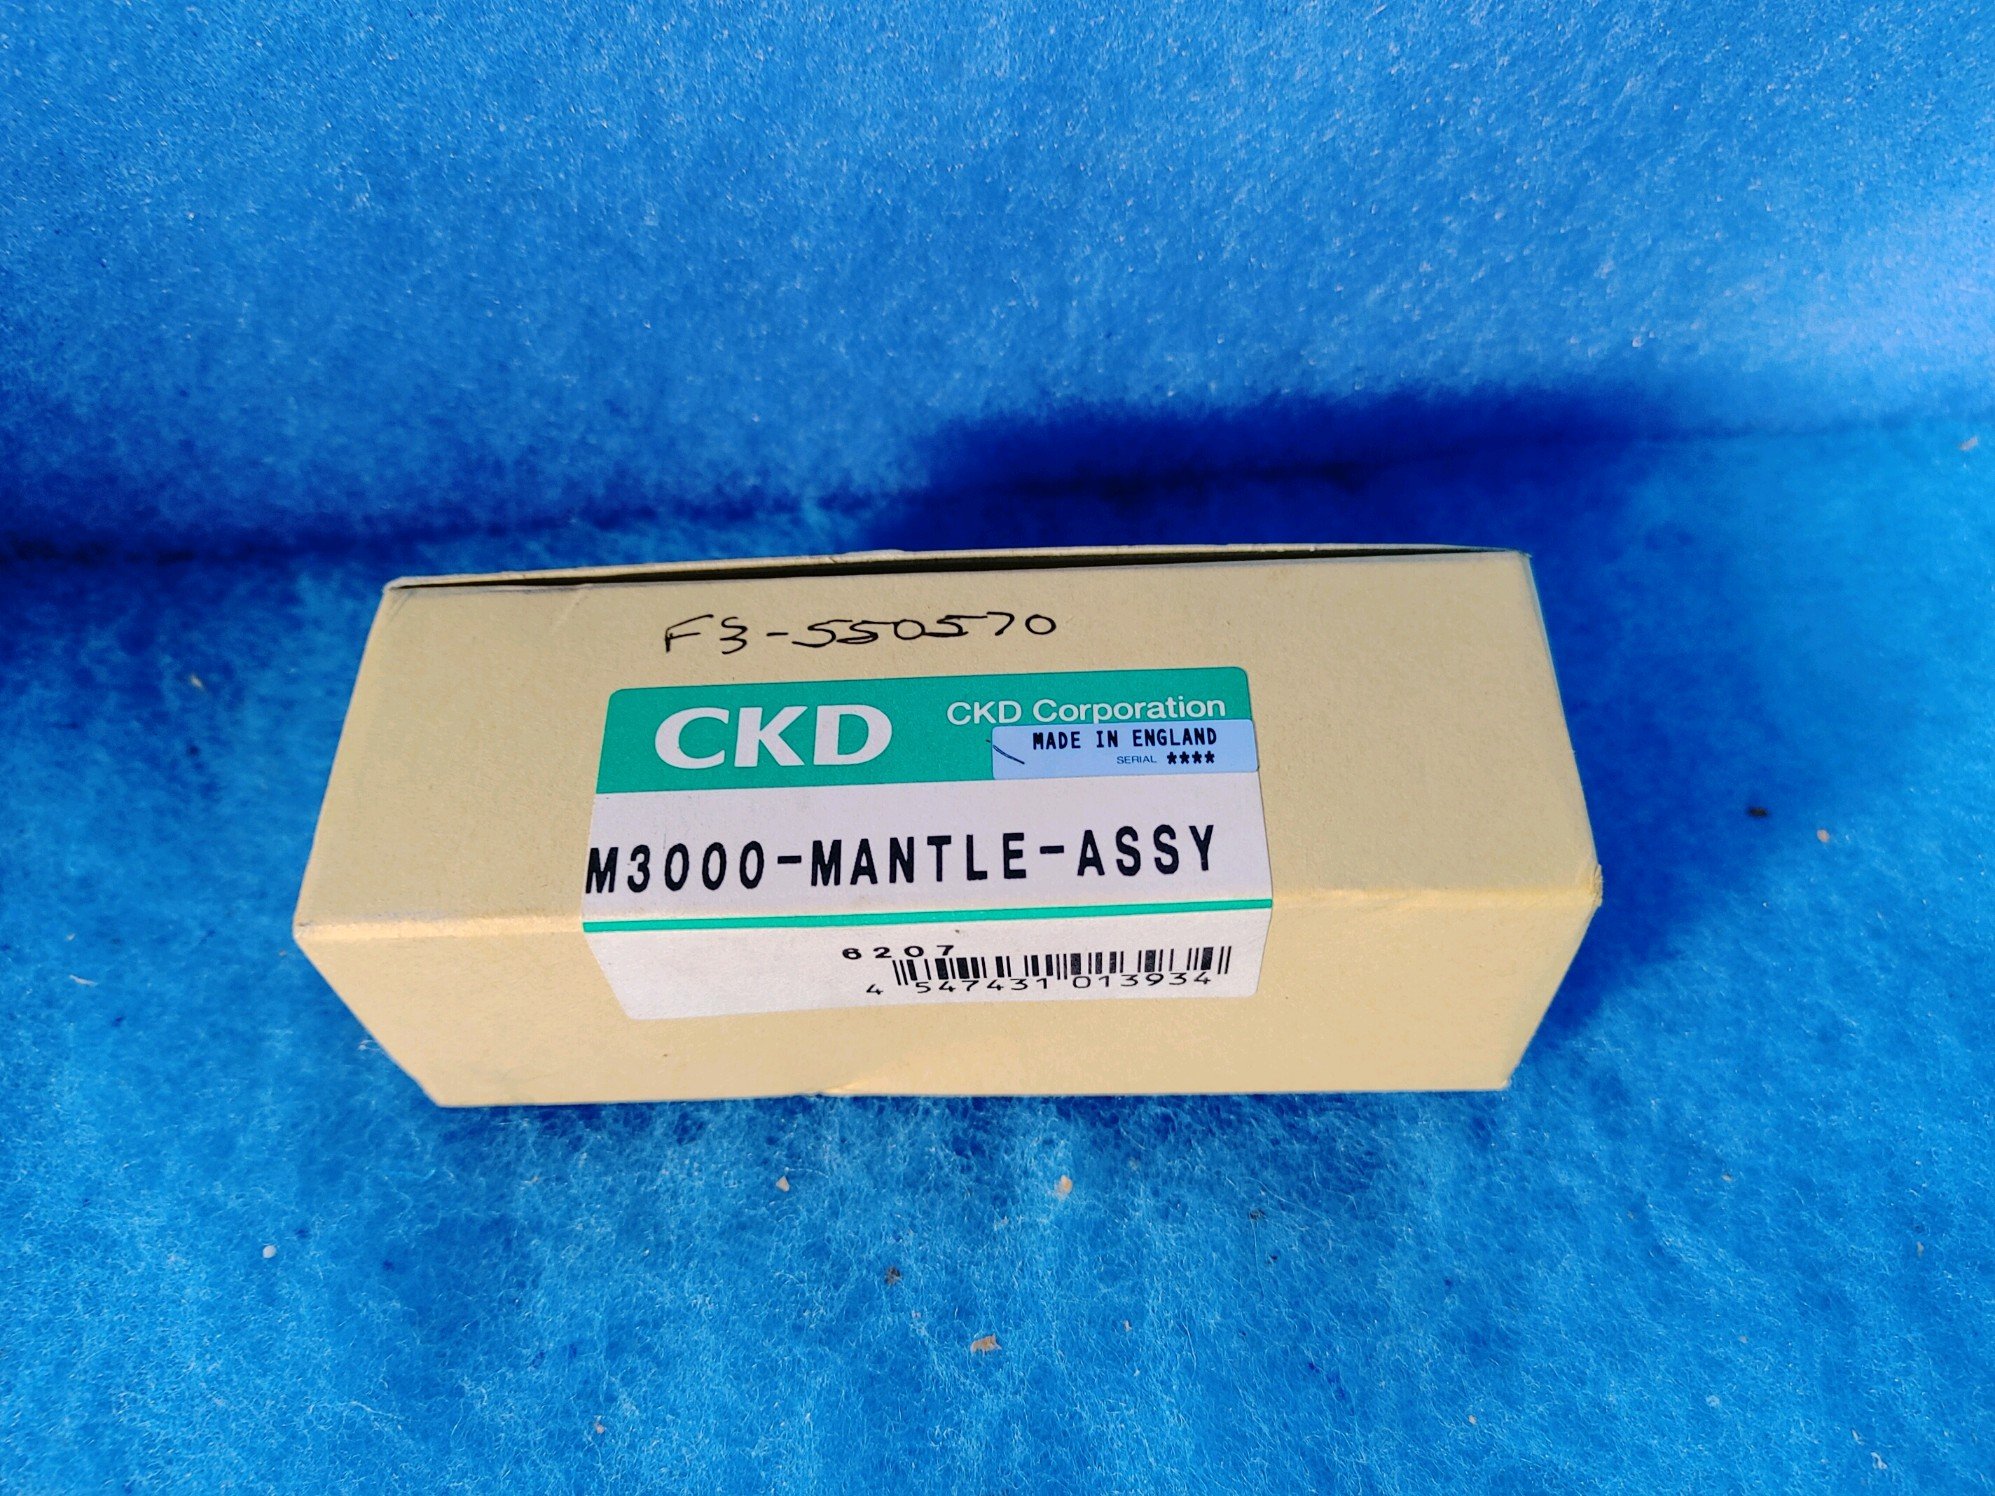 F3-550570
CKD
CKD Corporation
MADE IN ENGLAND
SERIAL ****
M3000-MANTLE-ASSY
6207
4 547431 013934